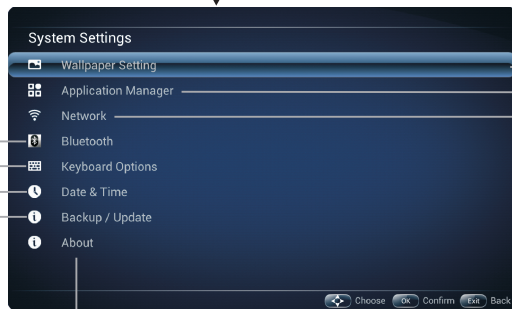 System Settings
Wallpaper Setting
Application Manager
Network
Bluetooth
Keyboard Options
Date & Time
Backup / Update
About
Choose OK Confirm Exit Back